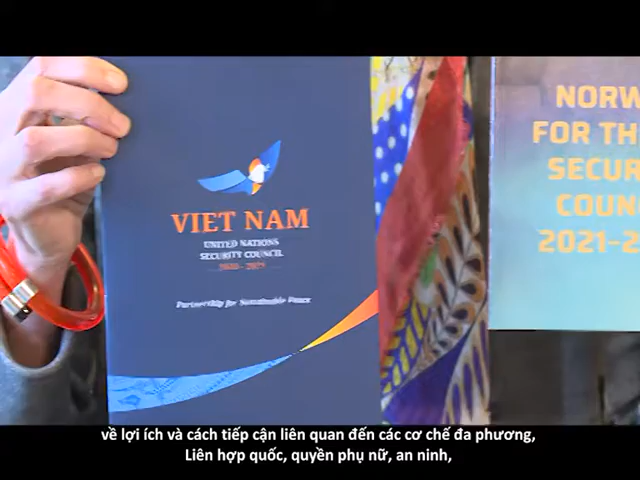 VIET NAM
UNITED NATIONS
SECURITY COUNCIL
2020 - 2021
Partnership for Sustainable Peace
NORW
FOR TH
SECUR
COUN
2021-2
về lợi ích và cách tiếp cận liên quan đến các cơ chế đa phương,
Liên hợp quốc, quyền phụ nữ, an ninh,